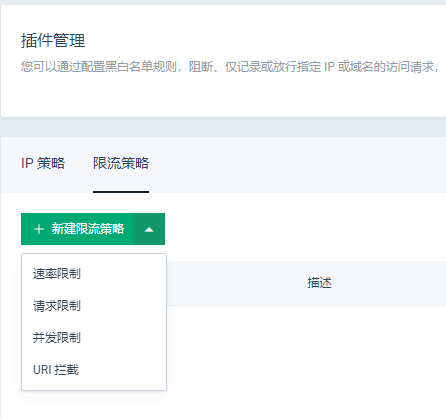 插件管理
您可以通过配置黑白名单规则，阻断、仅记录或放行指定 IP 或域名的访问请求，
IP 策略 限流策略
新建限流策略
描述
速率限制
请求限制
并发限制
URI 拦截